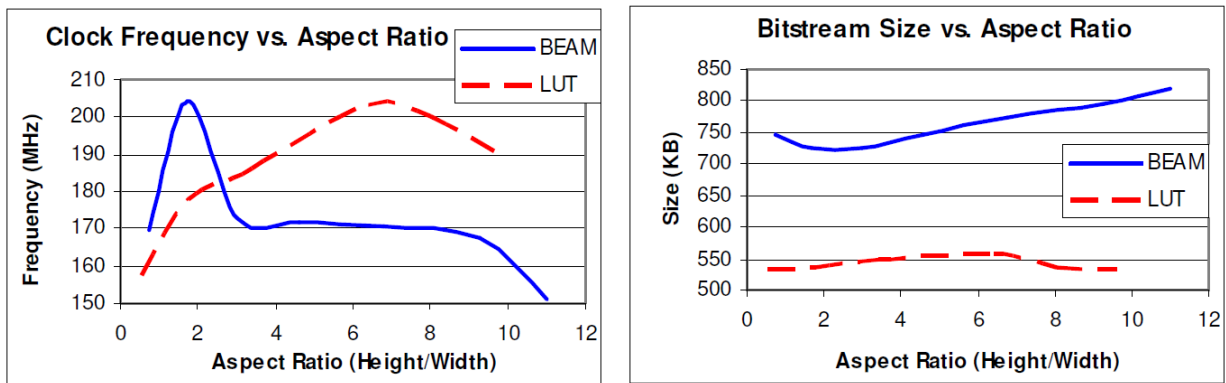 Clock Frequency vs. Aspect Ratio
BEAM
LUT
210
200
190
180
170
160
150
Frequency (MHz)
0 2 4 6 8 10 12
Aspect Ratio (Height/Width)
Bitstream Size vs. Aspect Ratio
850
800
750
700
650
600
550
500
Size (KB)
BEAM
LUT
0 2 4 6 8 10 12
Aspect Ratio (Height/Width)